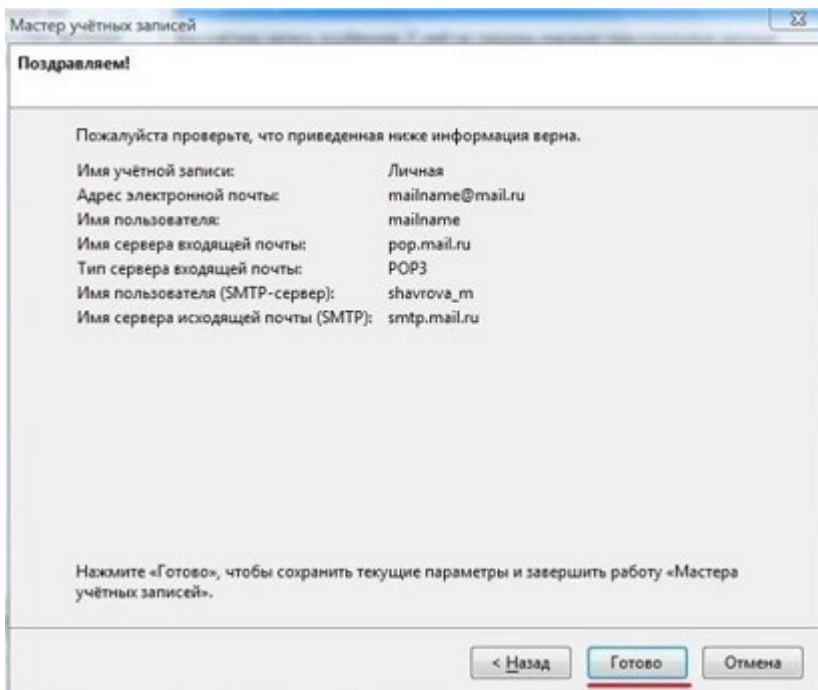 Мастер учётных записей
Поздравляем!
Пожалуйста проверьте, что приведенная ниже информация верна.
Имя учётной записи: Личная
Адрес электронной почты: mailname@mail.ru
Имя пользователя: mailname
Имя сервера входящей почты: pop.mail.ru
Тип сервера входящей почты: POP3
Имя пользователя (SMTP-сервер): shavrova_m
Имя сервера исходящей почты (SMTP): smtp.mail.ru
Нажмите «Готово», чтобы сохранить текущие параметры и завершить работу «Мастера
учётных записей».
< Назад Готово Отмена